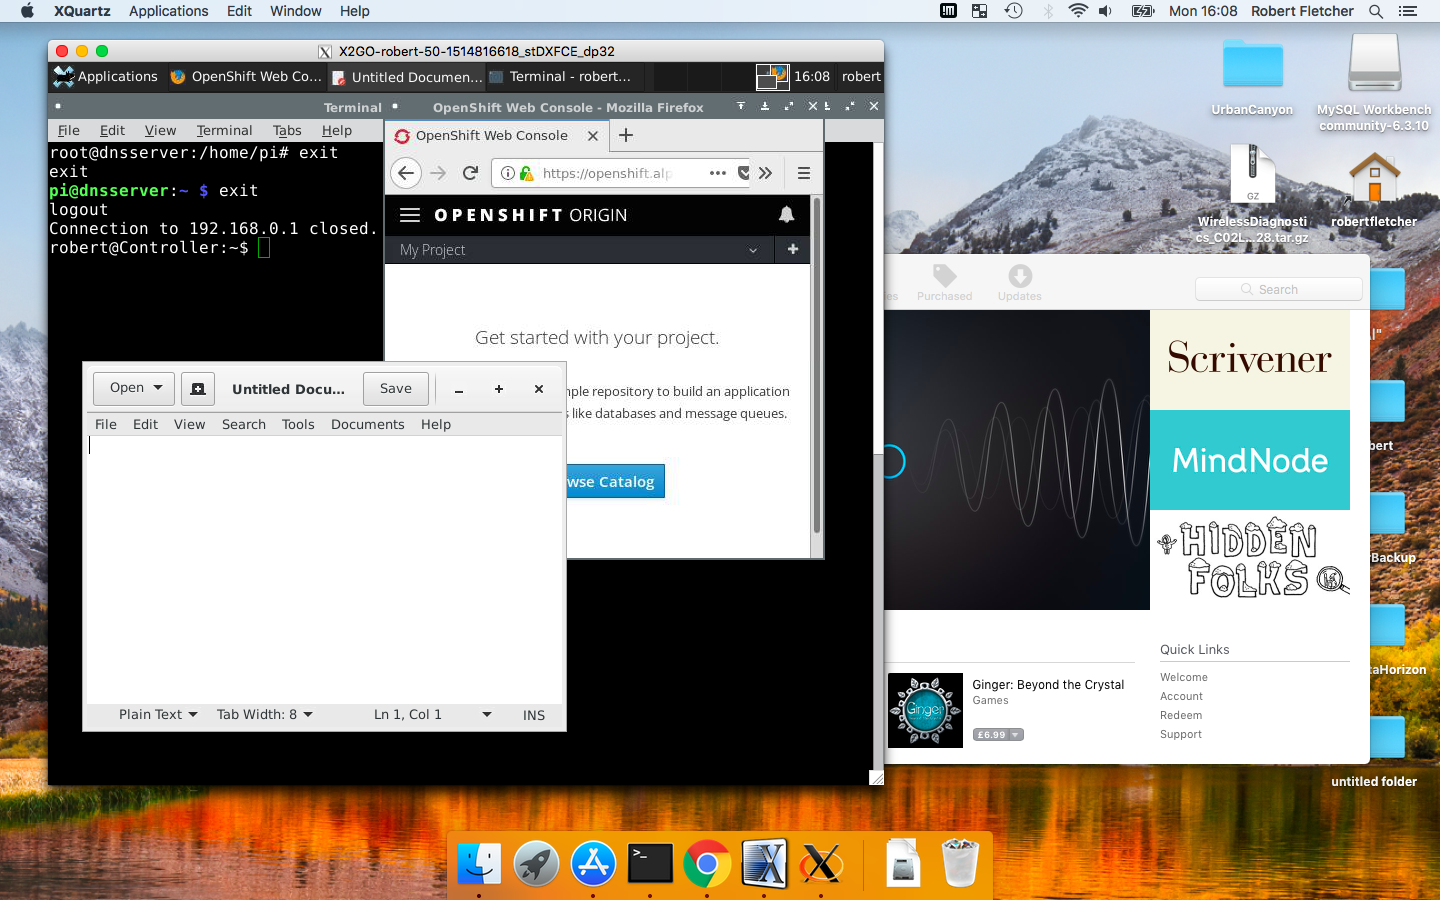 XQuartz Applications Edit Window Help
Mon 16:08 Robert Fletcher
X2GO-robert-50-1514816618_stDXFCE_dp32
Applications OpenShift Web Co... Untitled Documen... Terminal - robert... 16:08 robert
Terminal OpenShift Web Console - Mozilla Firefox
File Edit View Terminal Tabs Help
OpenShift Web Console
https://openshift.alp
OPENSHIFT ORIGIN
My Project
Get started with your project.
mple repository to build an application
s like databases and message queues.
wse Catalog
root@dnsserver:/home/pi# exit
exit
pi@dnsserver:~ $ exit
logout
Connection to 192.168.0.1 closed.
robert@Controller:~$
Open Untitled Docu... Save
File Edit View Search Tools Documents Help
Plain Text Tab Width: 8 Ln 1, Col 1 INS
UrbanCanyon
MySQL Workbench
community-6.3.10
GZ
WirelessDiagnosti
cs_C02L...28.tar.gz
robertfletcher
Purchased Updates Search
Scrivener
MindNode
HIDDEN
FOLKS
Ginger
Ginger: Beyond the Crystal
Games
£6.99
Quick Links
Welcome
Account
Redeem
Support
bert
Backup
aHorizon
untitled folder